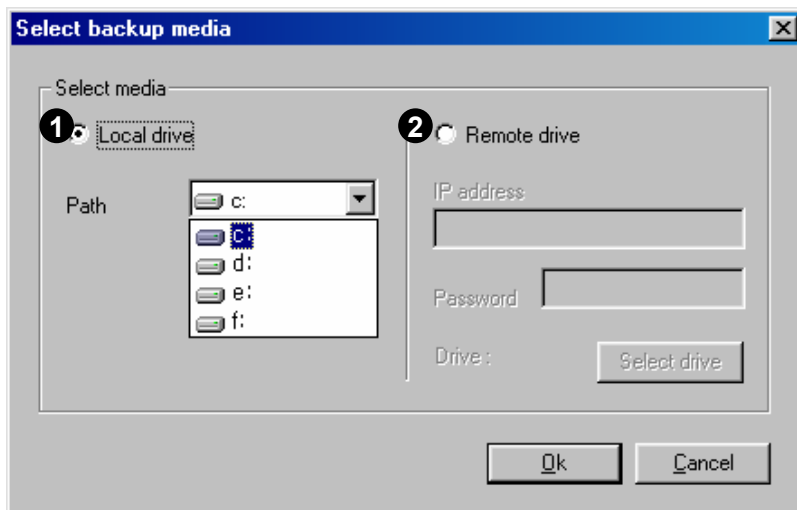 Select backup media
Select media
1 Local drive
Path
c:
c:
d:
e:
f:
2 Remote drive
IP address
Password
Drive :
Select drive
Ok
Cancel